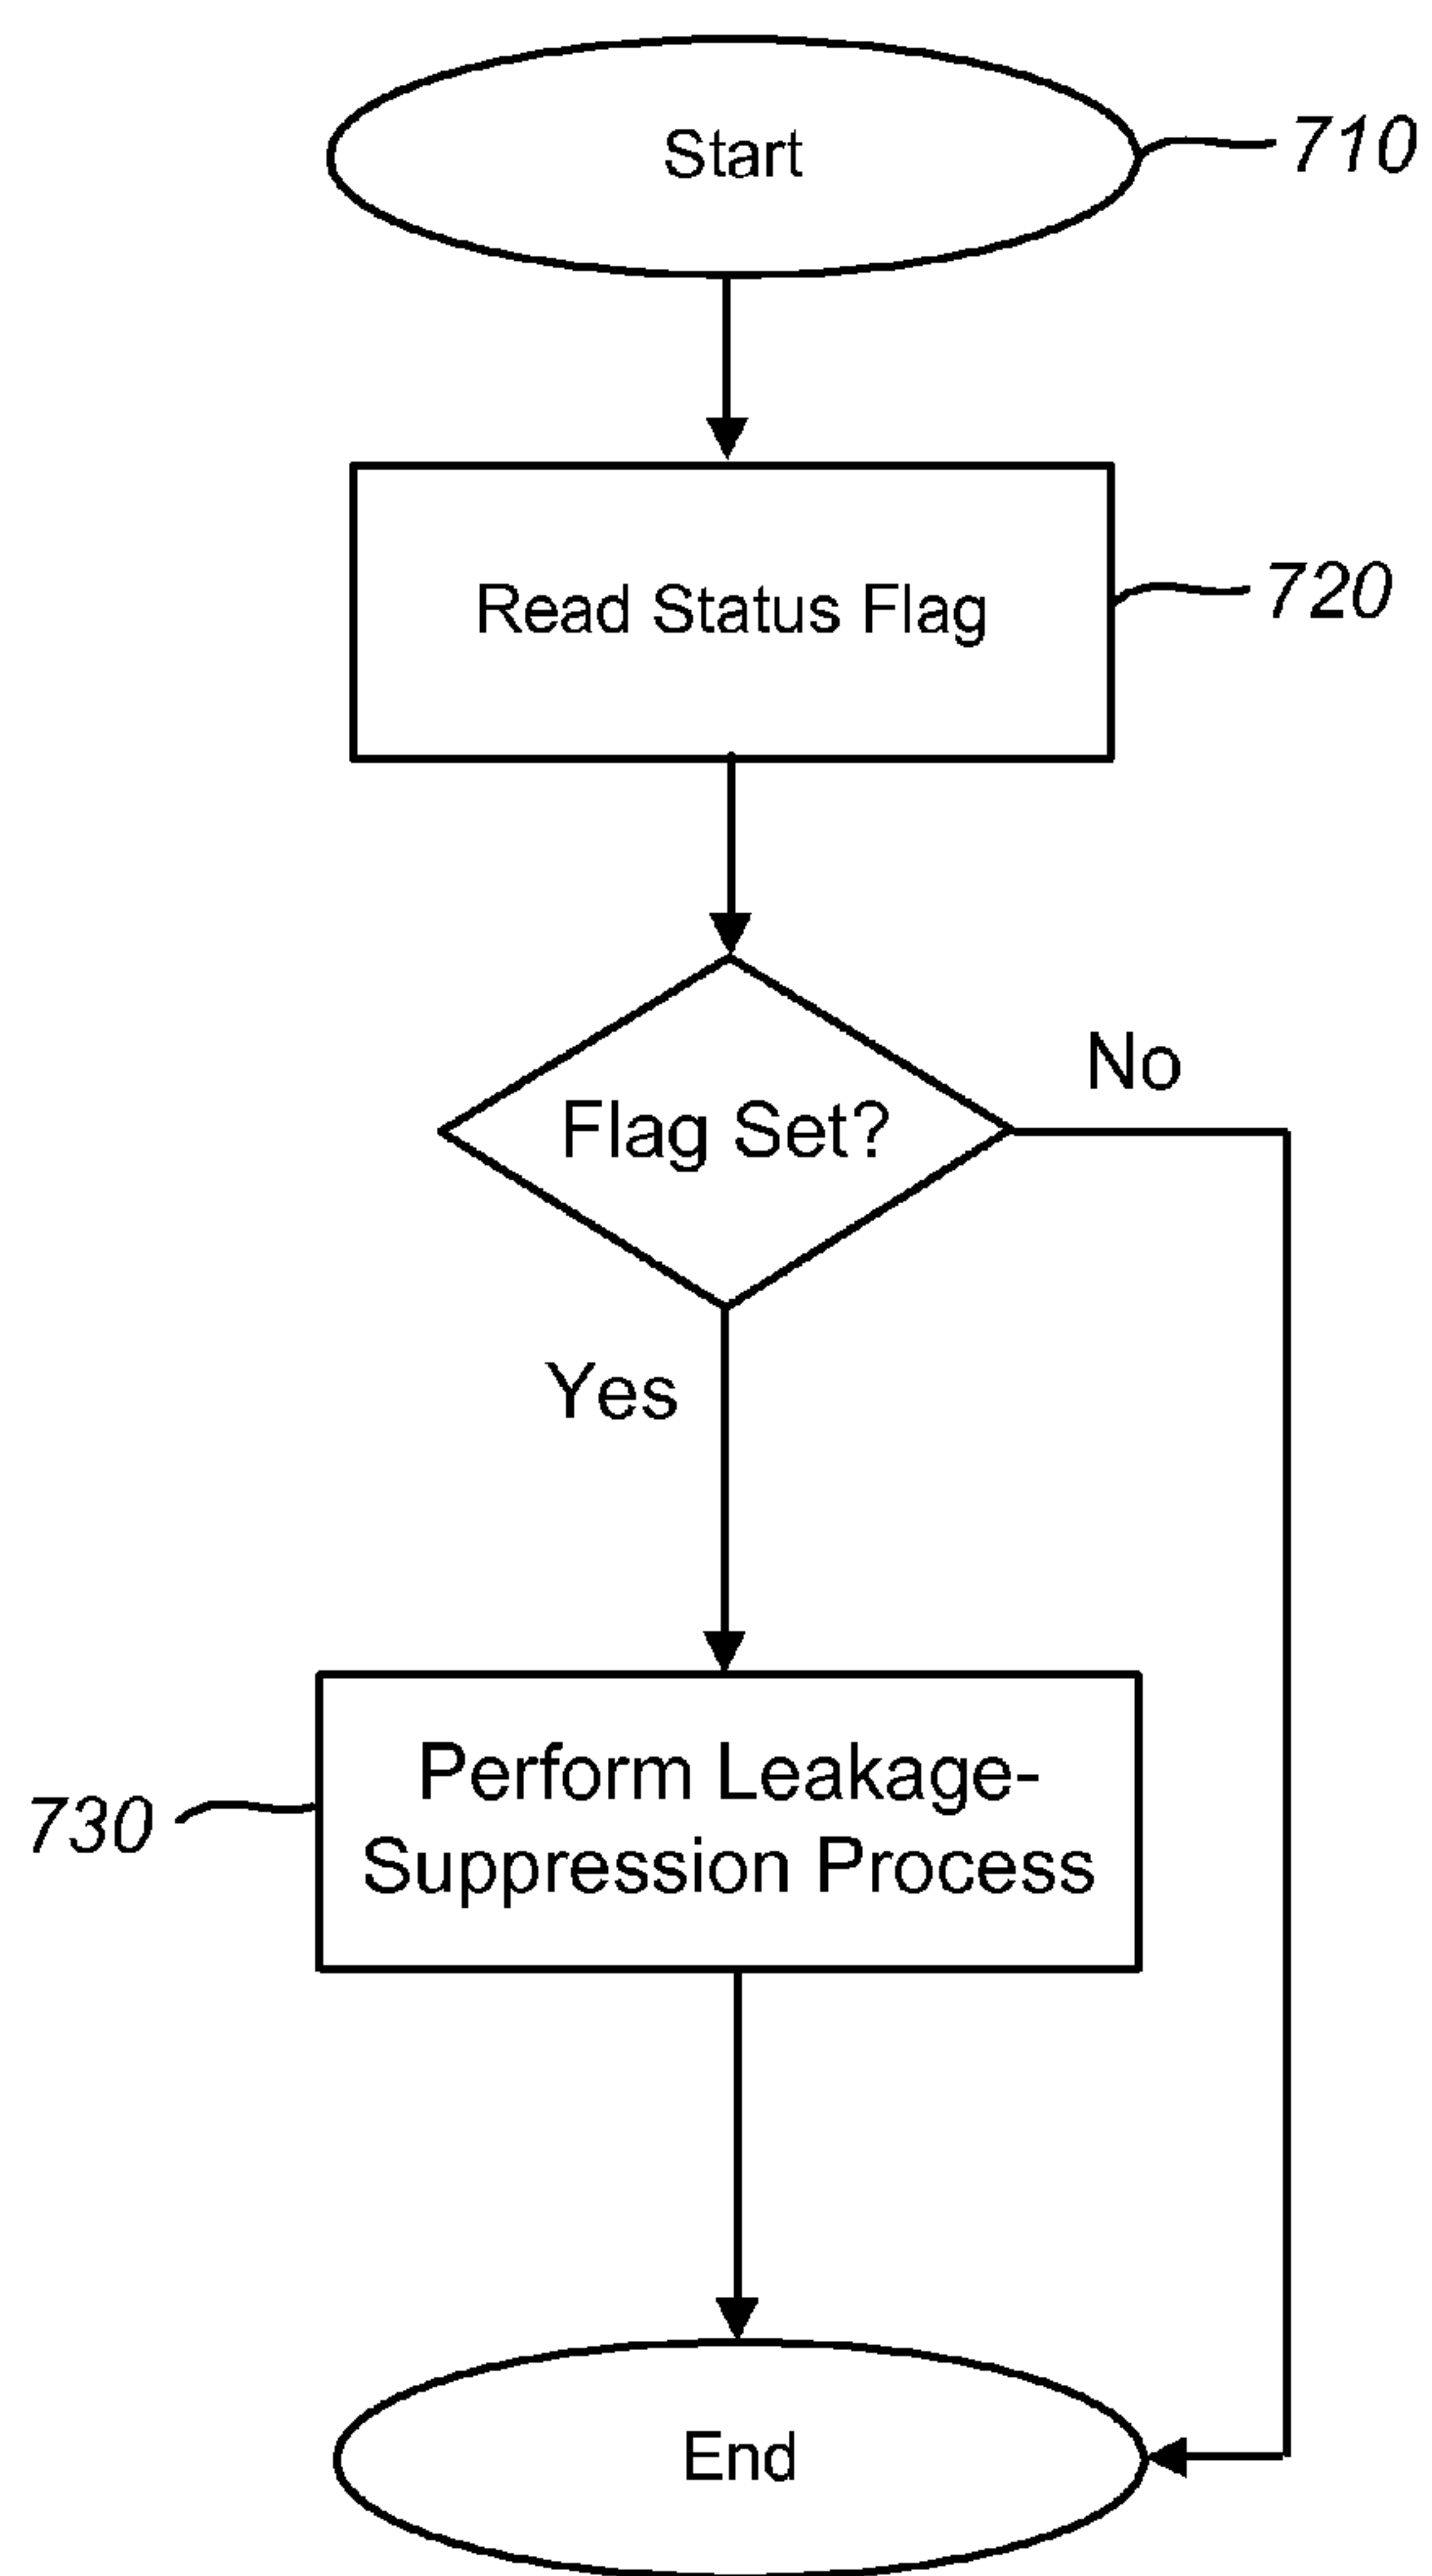 Start
710
Read Status Flag
720
Flag Set?
No
Yes
730
Perform Leakage-
Suppression Process
End